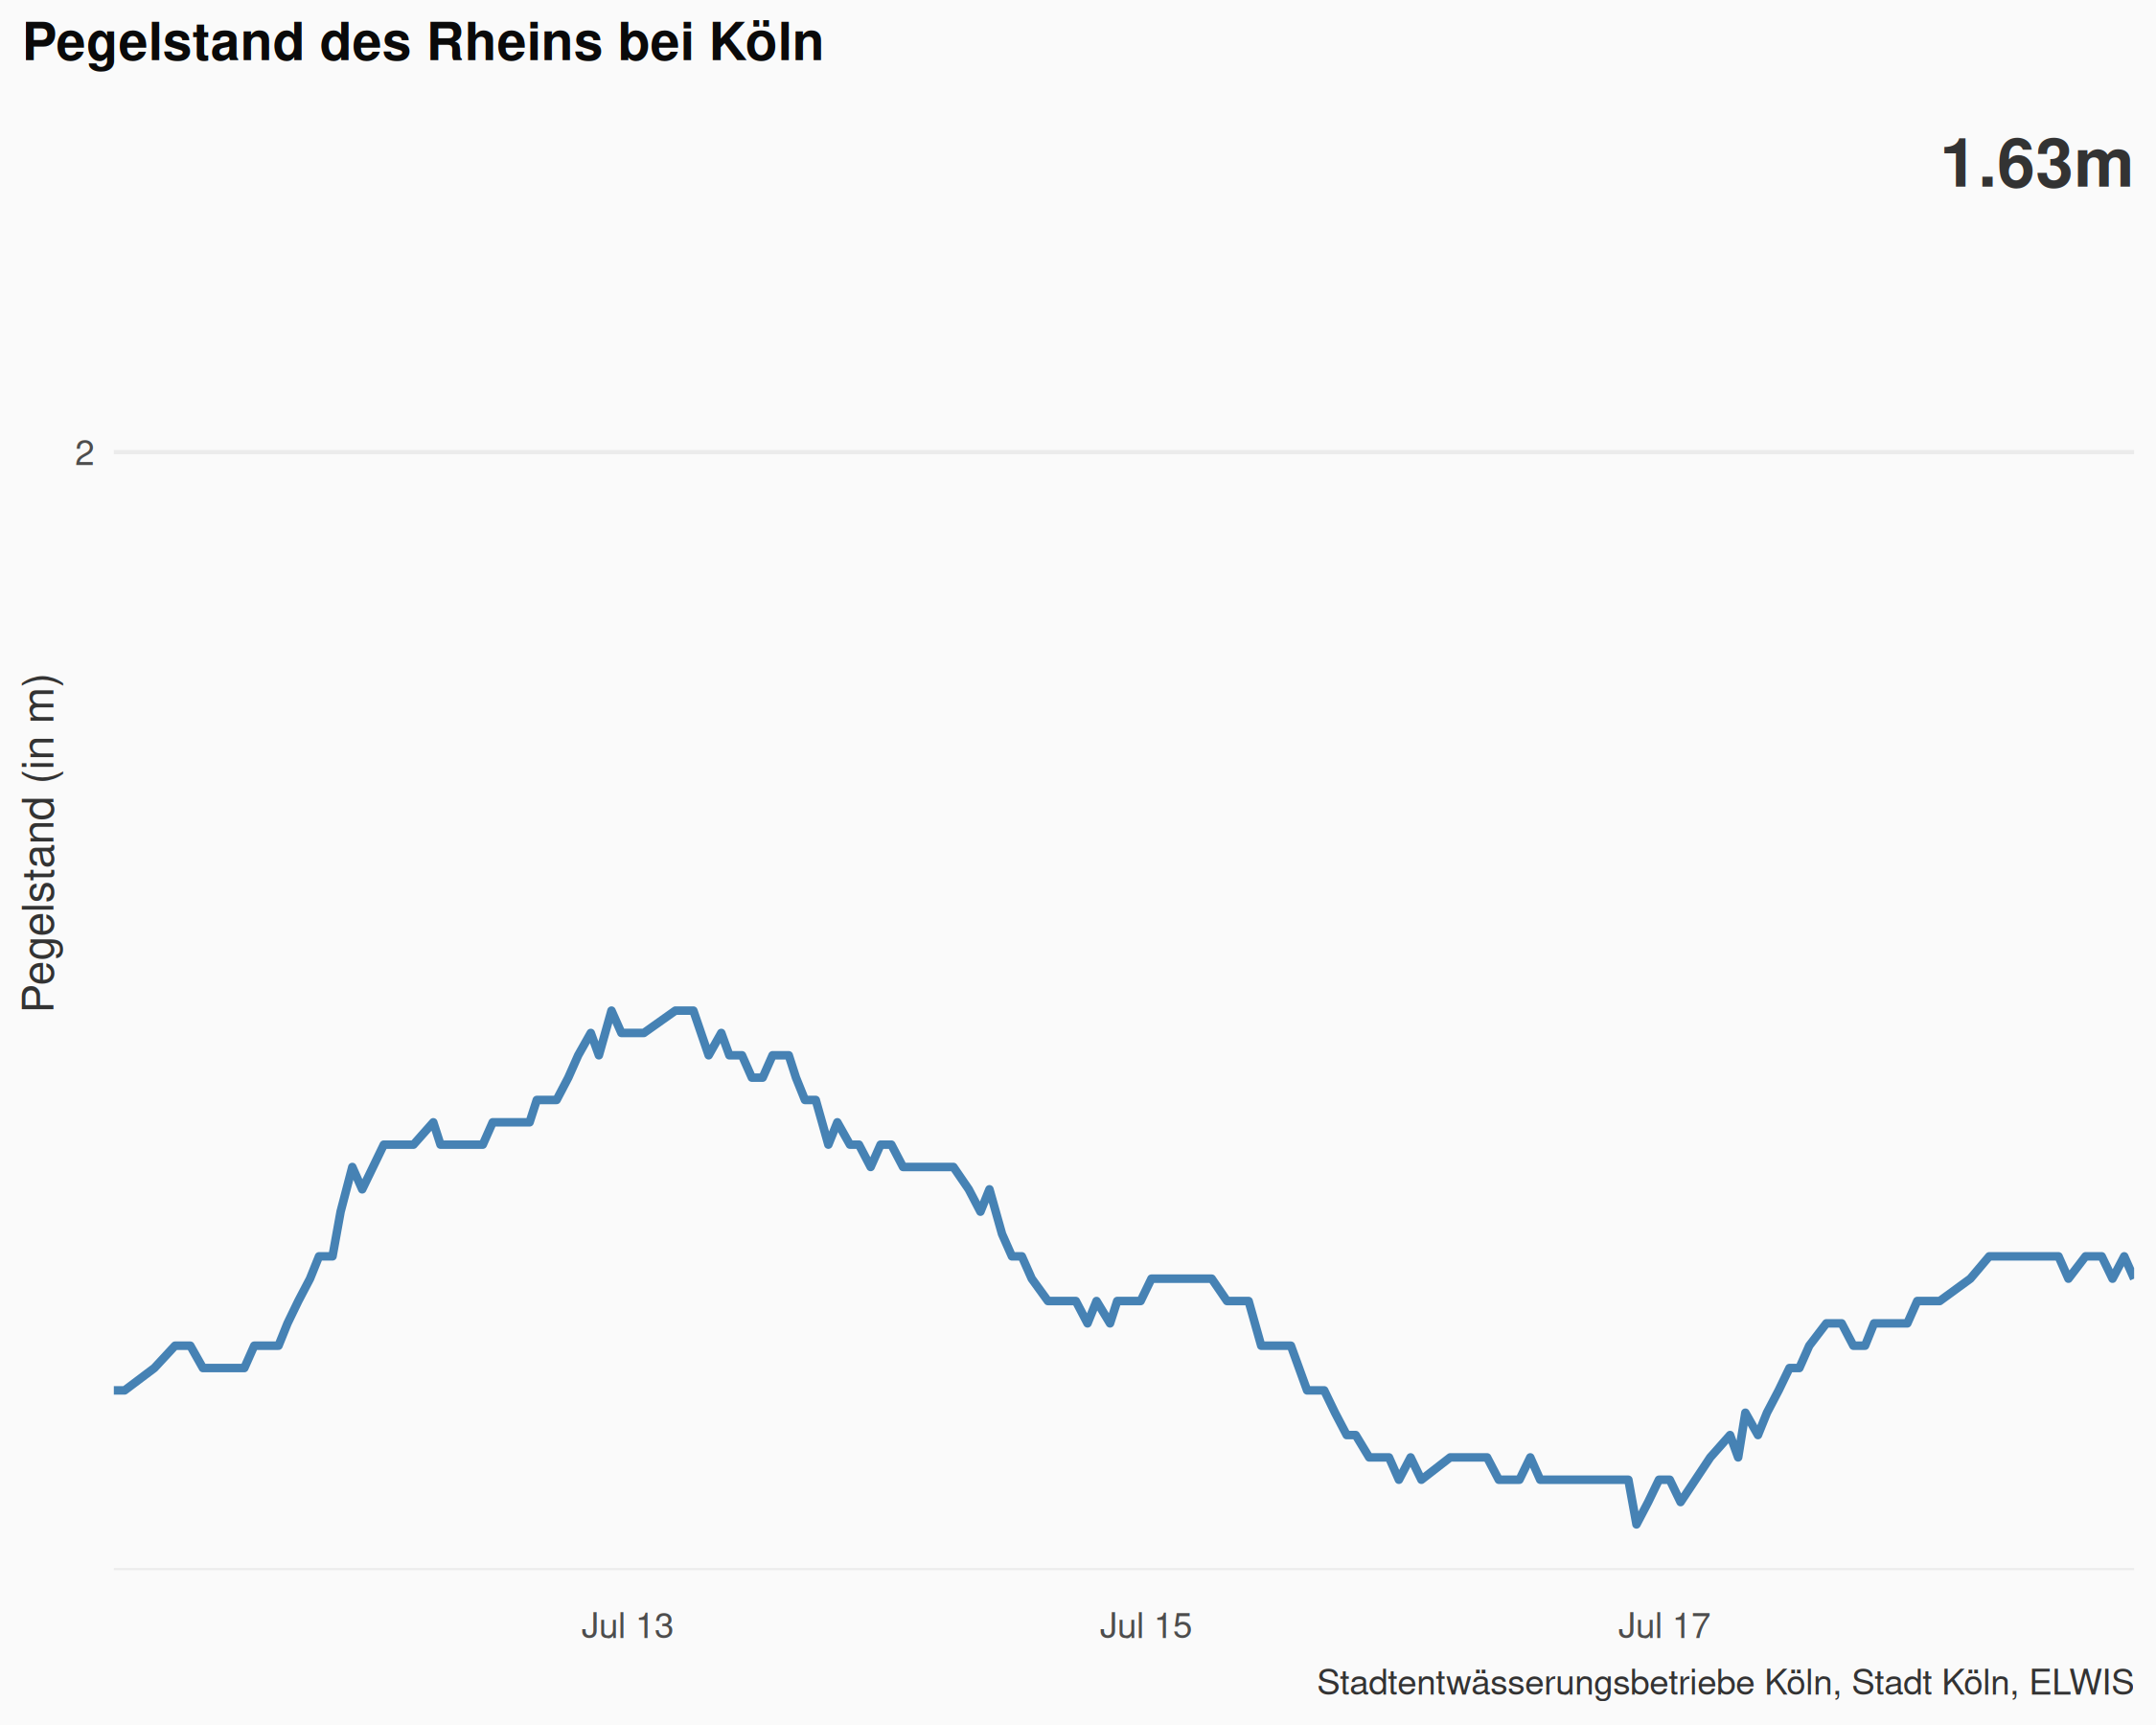 Pegelstand des Rheins bei Köln
1.63m
2
Pegelstand (in m)
Jul 13
Jul 15
Jul 17
Stadtentwässerungsbetriebe Köln, Stadt Köln, ELWIS